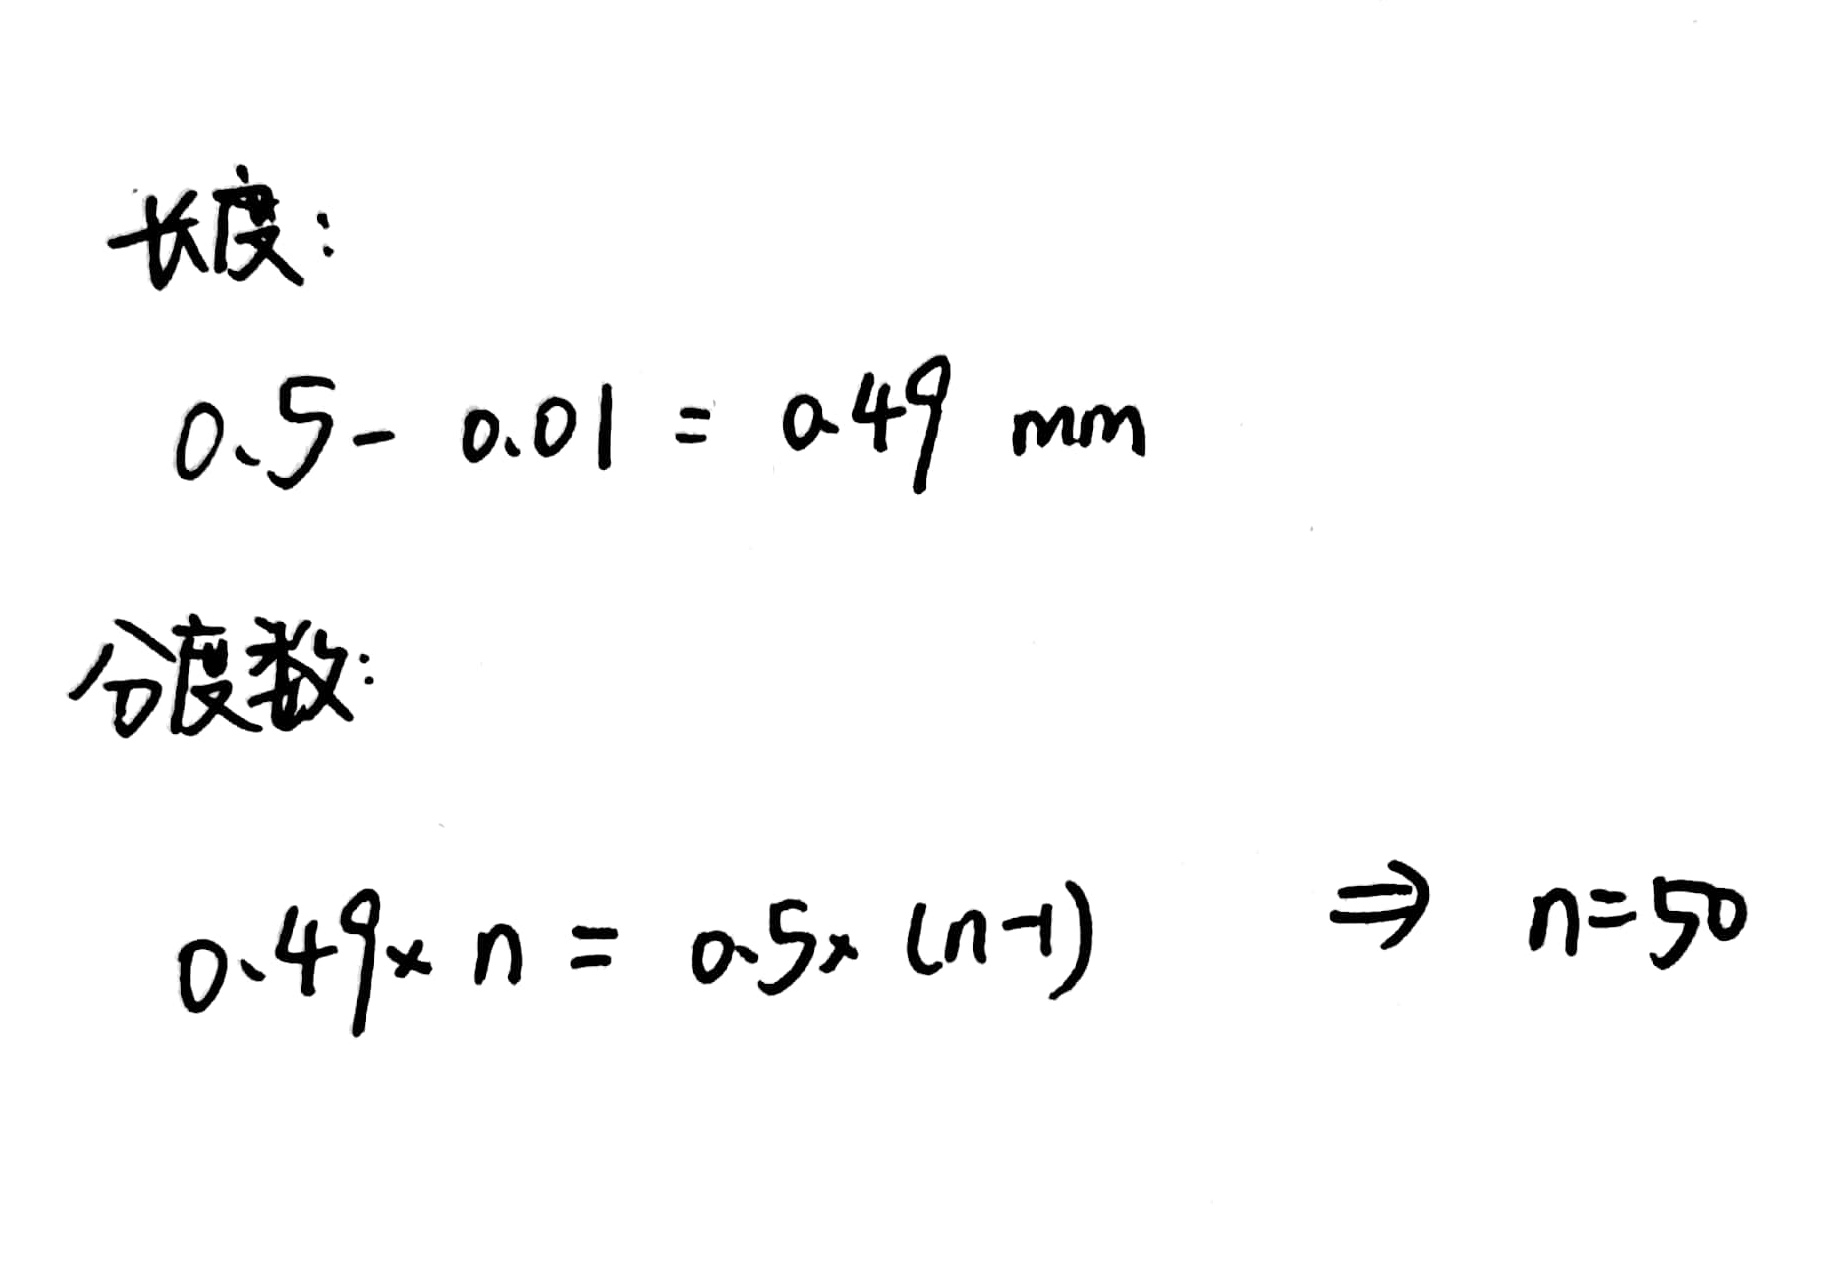 长度:
0.5- 0.01 = 0.49 mm
分度数:
0.49× n = 0.5× (n-1) ⇒ n=50